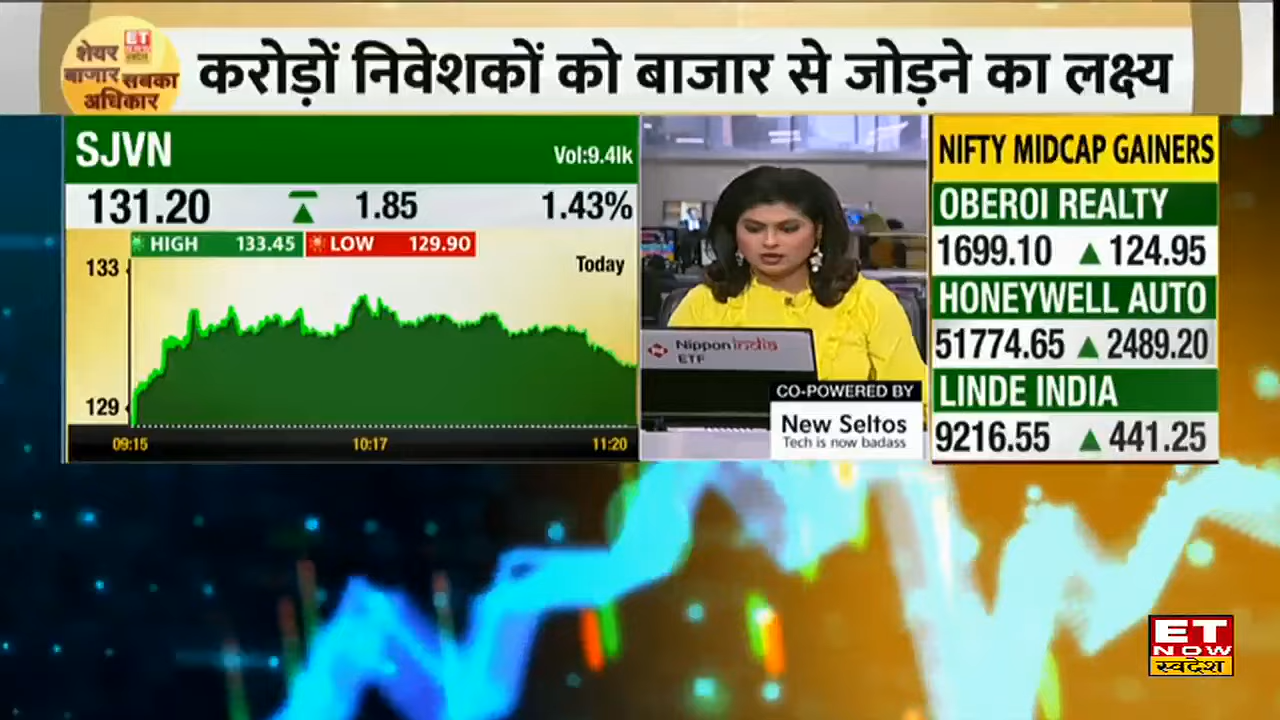 शेयर
ET
NOW
स्वदेश
बाजार सबका
अधिकार
करोड़ों निवेशकों को बाजार से जोड़ने का लक्ष्य
SJVN
Vol:9.4lk
131.20 ▲ 1.85 1.43%
HIGH 133.45 LOW 129.90
133
Today
129
09:15 10:17 11:20
Nippon india
ETF
CO-POWERED BY
New Seltos
Tech is now badass
NIFTY MIDCAP GAINERS
OBEROI REALTY
1699.10 ▲ 124.95
HONEYWELL AUTO
51774.65 ▲ 2489.20
LINDE INDIA
9216.55 ▲ 441.25
ET
NOW
स्वदेश